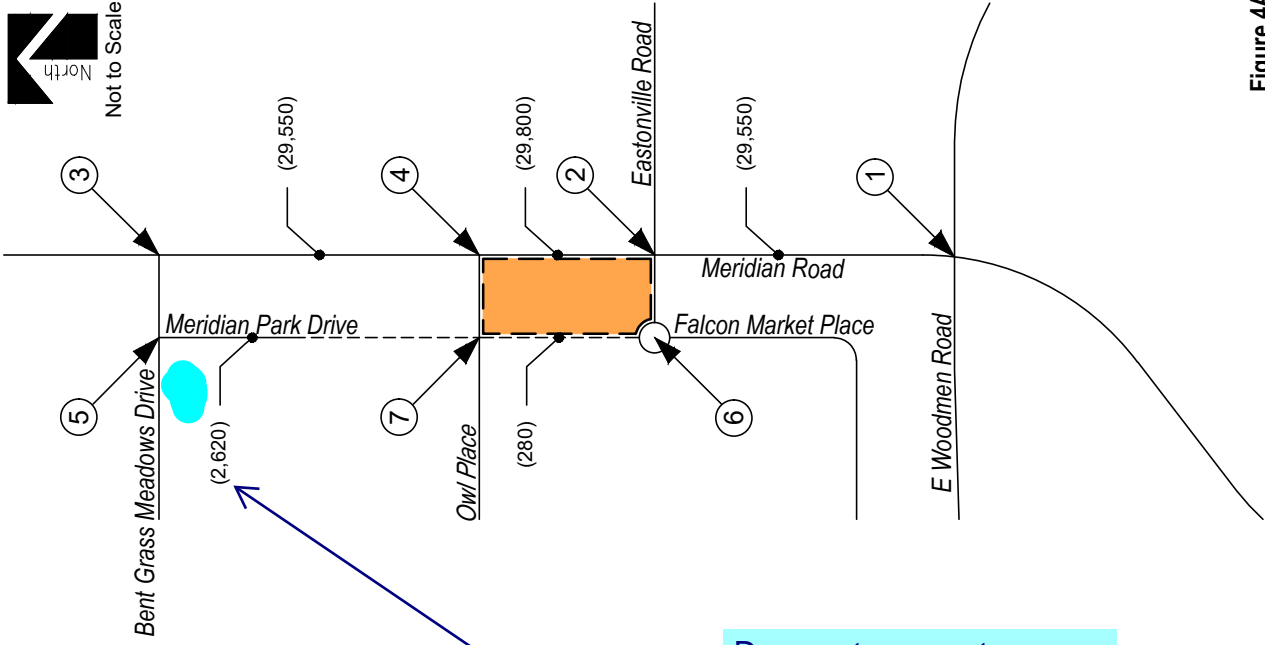 North
Not to Scale
(29,550)
(29,800)
(29,550)
3
4
2
1
Eastonville Road
Meridian Road
Meridian Park Drive
Falcon Market Place
5
7
6
Bent Grass Meadows Drive
(2,620)
Owl Place
(280)
E Woodmen Road